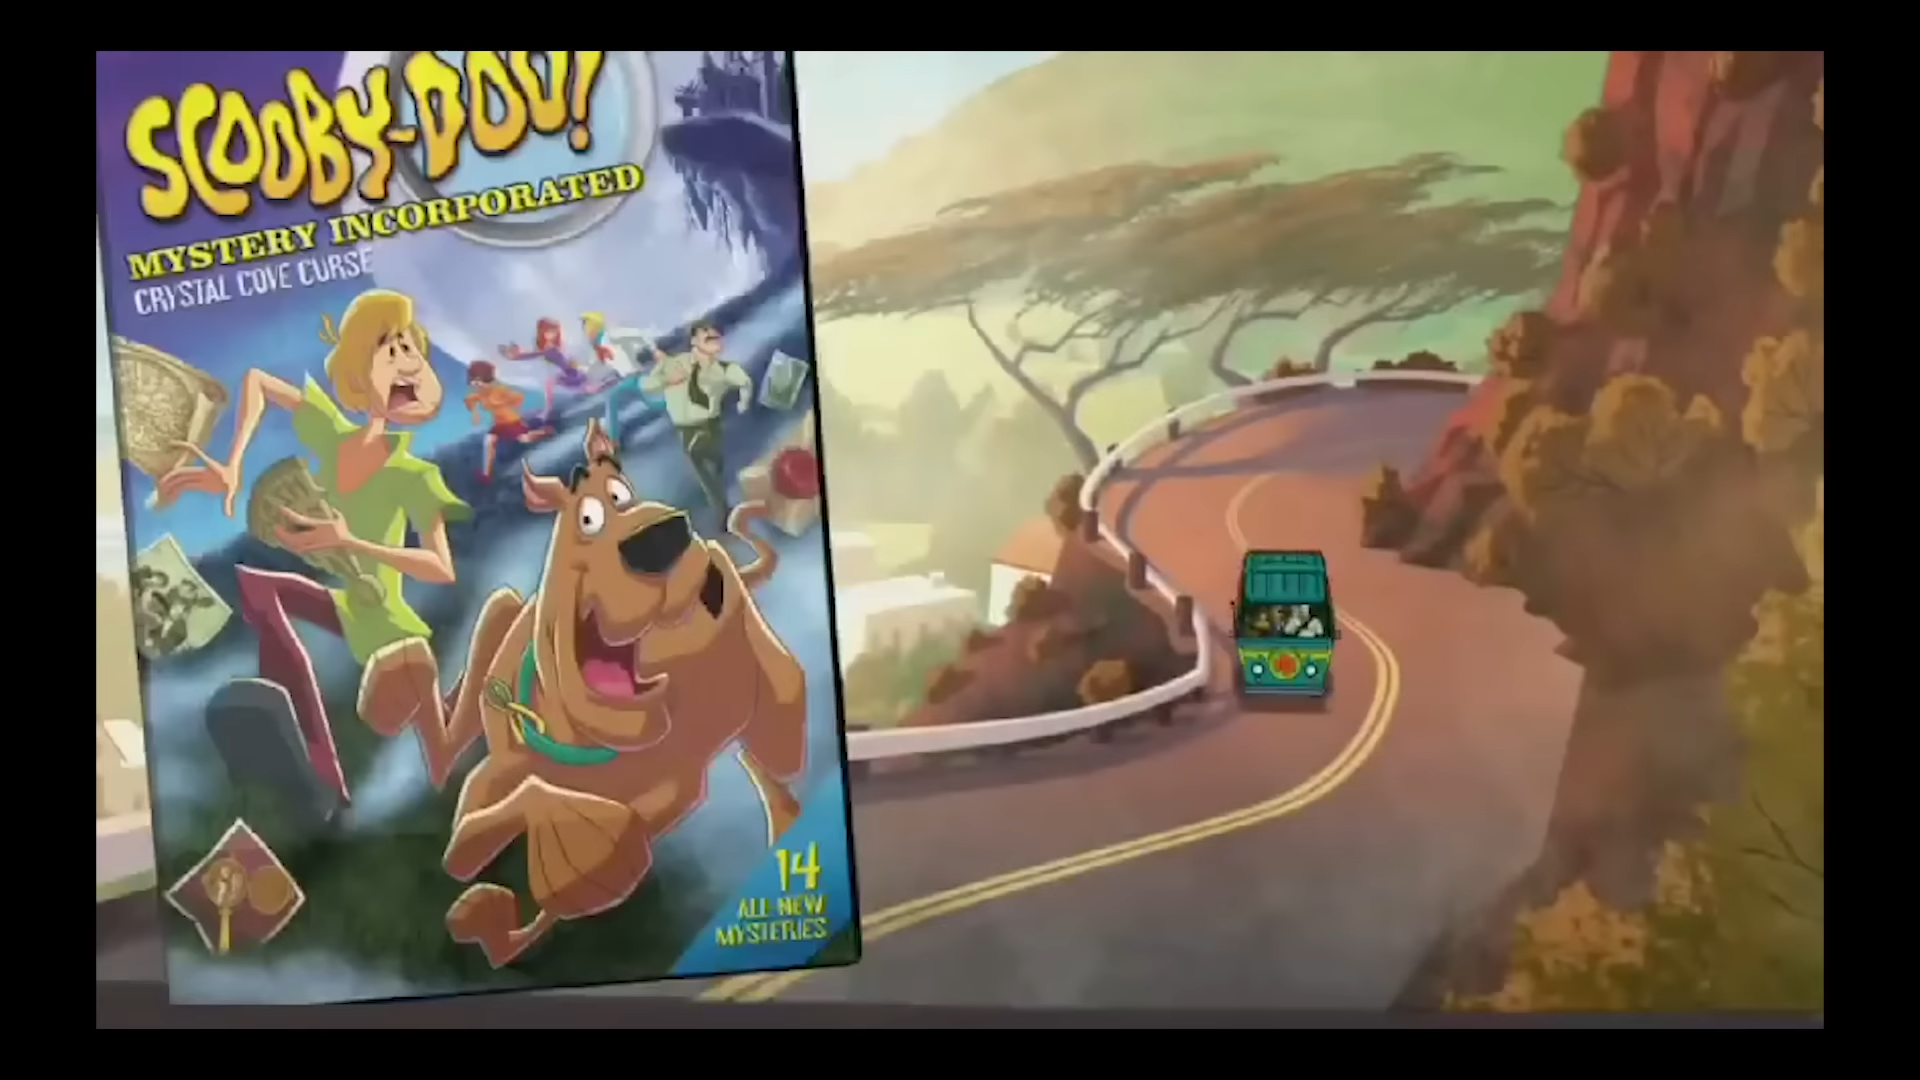 SCOOBY-DOO!
MYSTERY INCORPORATED
CRYSTAL COVE CURSE
14
ALL-NEW
MYSTERIES